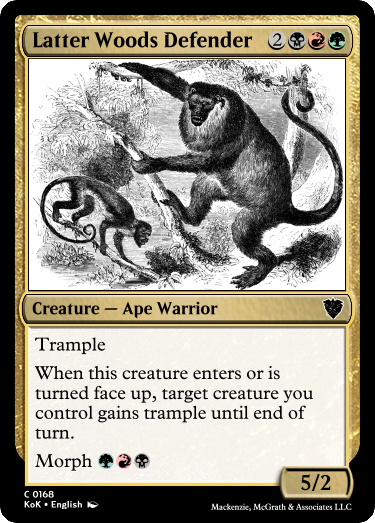 Latter Woods Defender 2
Creature — Ape Warrior
Trample
When this creature enters or is
turned face up, target creature you
control gains trample until end of
turn.
Morph
5/2
C 0168
KoK • English
Mackenzie, McGrath & Associates LLC